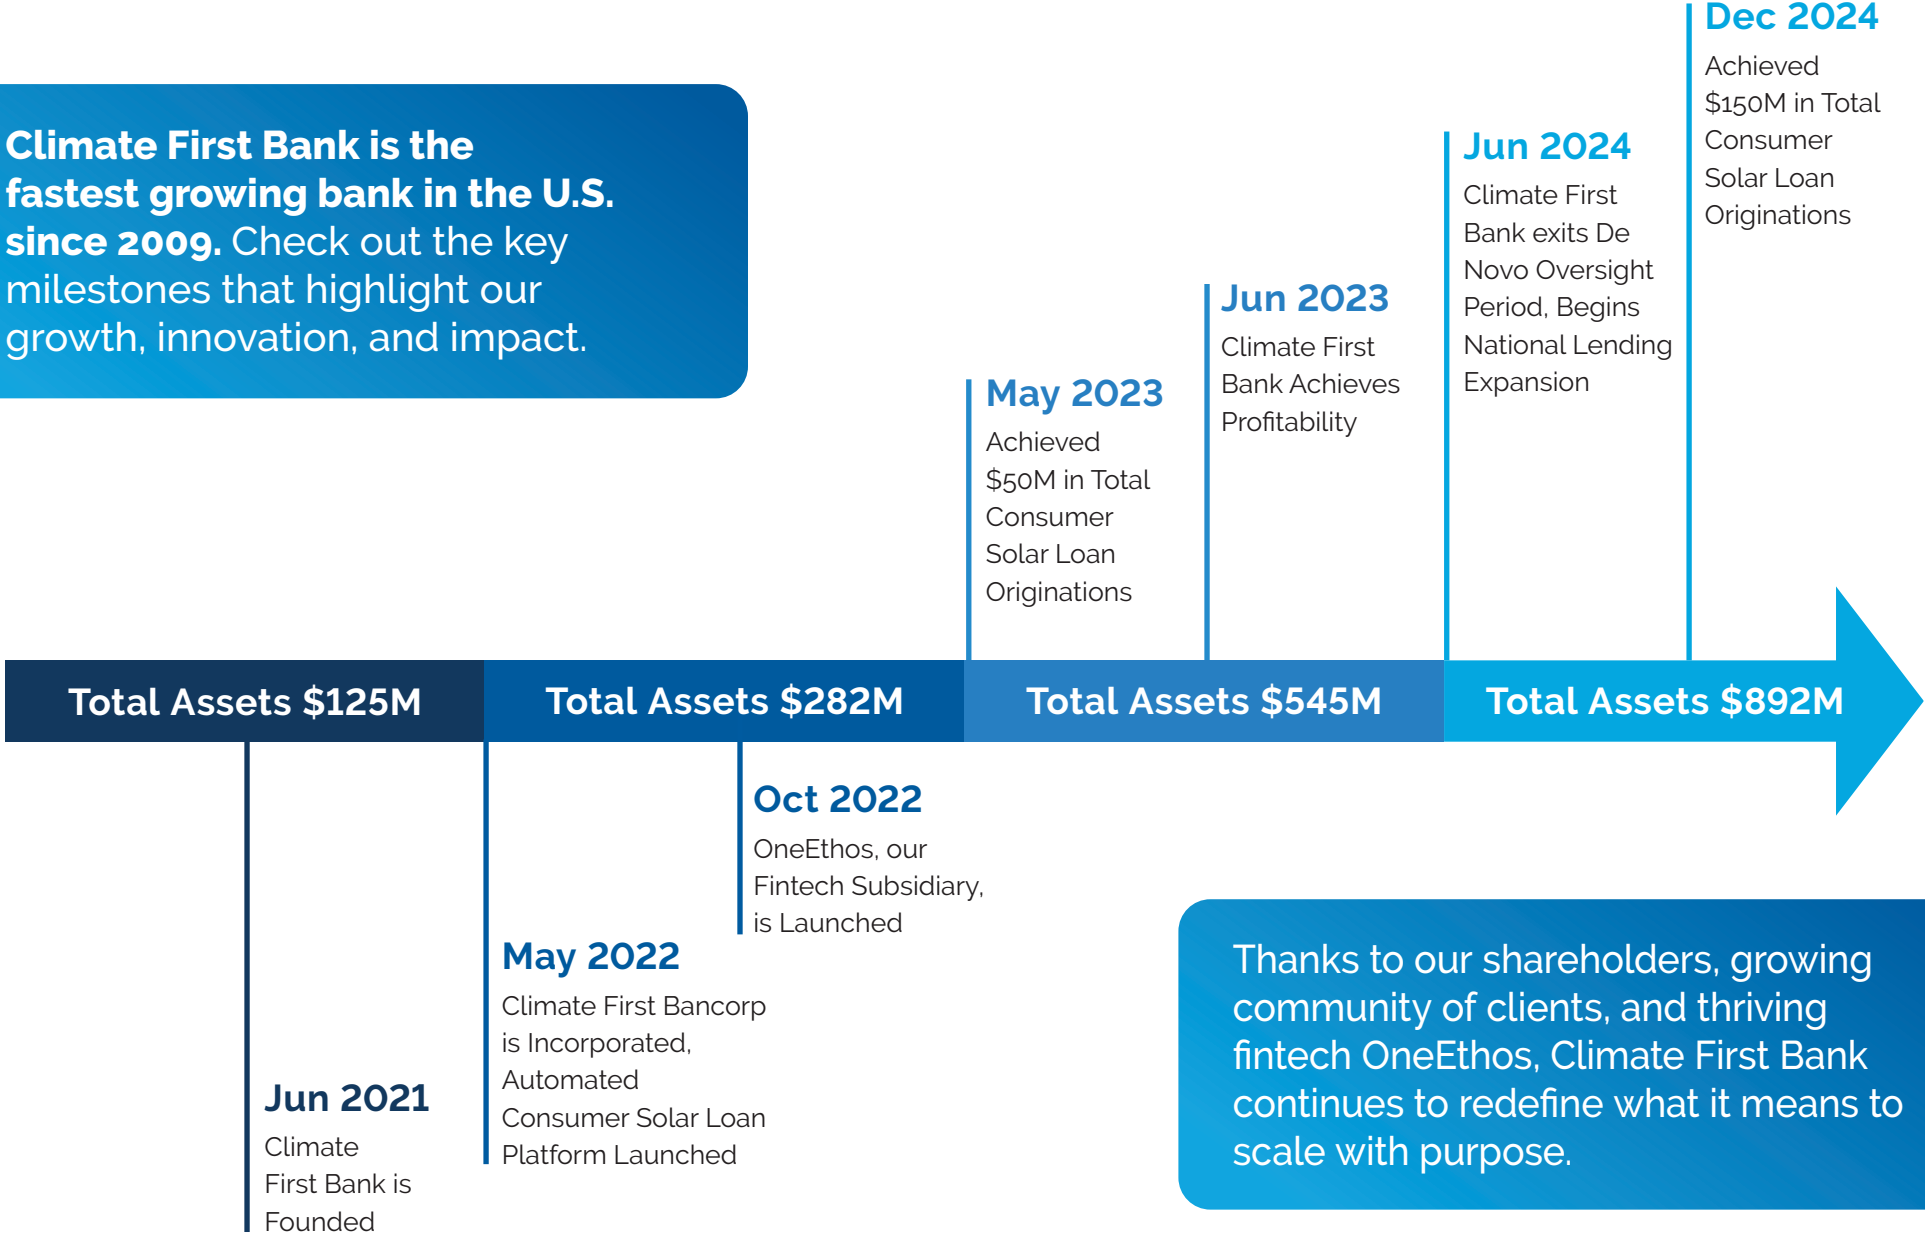 Climate First Bank is the
fastest growing bank in the U.S.
since 2009. Check out the key
milestones that highlight our
growth, innovation, and impact.
Dec 2024
Achieved
$150M in Total
Consumer
Solar Loan
Originations
Jun 2024
Climate First
Bank exits De
Novo Oversight
Period, Begins
National Lending
Expansion
Jun 2023
Climate First
Bank Achieves
Profitability
May 2023
Achieved
$50M in Total
Consumer
Solar Loan
Originations
Total Assets $125M
Total Assets $282M
Total Assets $545M
Total Assets $892M
Oct 2022
OneEthos, our
Fintech Subsidiary,
is Launched
May 2022
Climate First Bancorp
is Incorporated,
Automated
Consumer Solar Loan
Platform Launched
Jun 2021
Climate
First Bank is
Founded
Thanks to our shareholders, growing
community of clients, and thriving
fintech OneEthos, Climate First Bank
continues to redefine what it means to
scale with purpose.